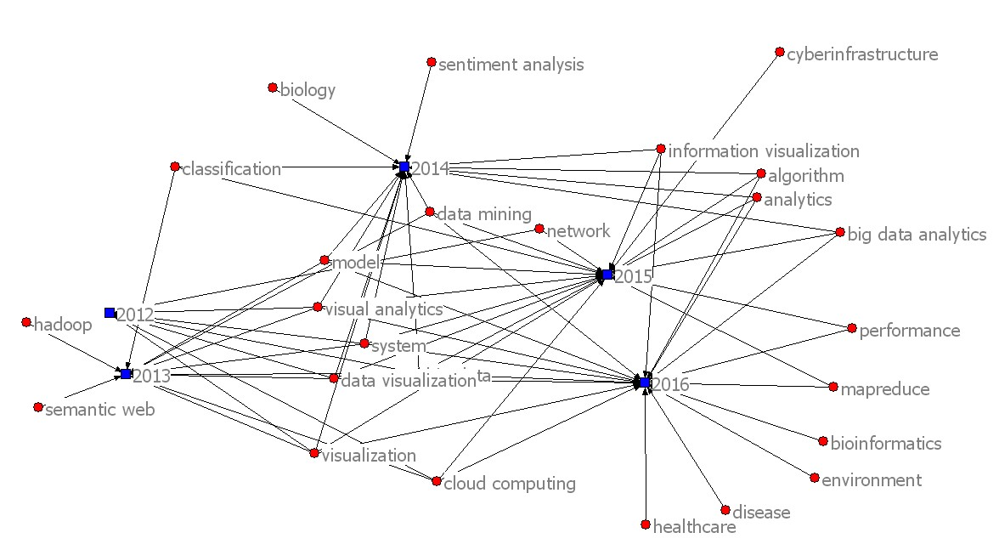 cyberinfrastructure
sentiment analysis
biology
information visualization
classification
2014
algorithm
analytics
data mining
network
big data analytics
model
2015
visual analytics
2012
hadoop
performance
system
2013
data visualization
ta
2016
mapreduce
semantic web
bioinformatics
visualization
environment
cloud computing
disease
healthcare